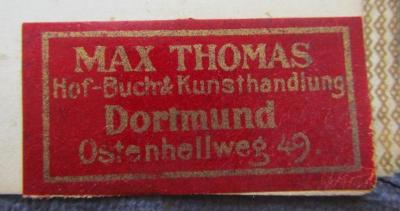 MAX THOMAS
Hof-Buch & Kunsthandlung
Dortmund
Ostenhellweg 49.